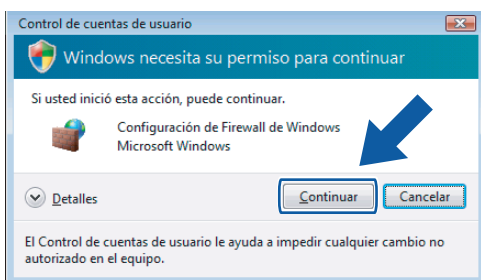 Control de cuentas de usuario
Windows necesita su permiso para continuar
Si usted inició esta acción, puede continuar.
Configuración de Firewall de Windows
Microsoft Windows
Detalles
Continuar
Cancelar
El Control de cuentas de usuario le ayuda a impedir cualquier cambio no
autorizado en el equipo.